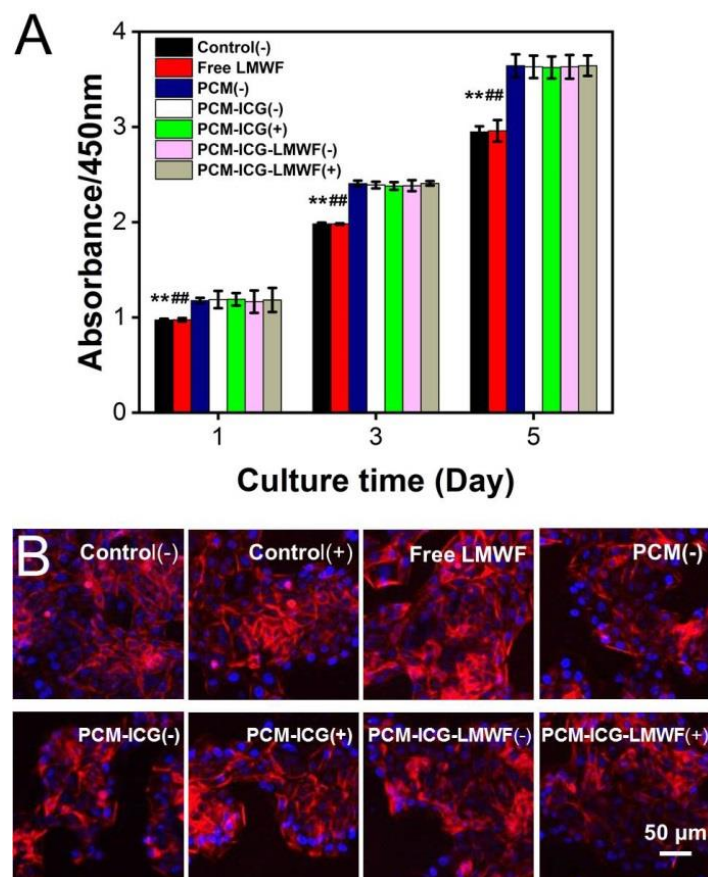 A
4
3
2
1
0
Absorbance/450nm
Control(-)
Free LMWF
PCM(-)
PCM-ICG(-)
PCM-ICG(+)
PCM-ICG-LMWF(-)
PCM-ICG-LMWF(+)
**##
**##
**##
1 3 5
Culture time (Day)
B
Control(-) Control(+) Free LMWF PCM(-)
PCM-ICG(-) PCM-ICG(+) PCM-ICG-LMWF(-) PCM-ICG-LMWF(+)
50 μm